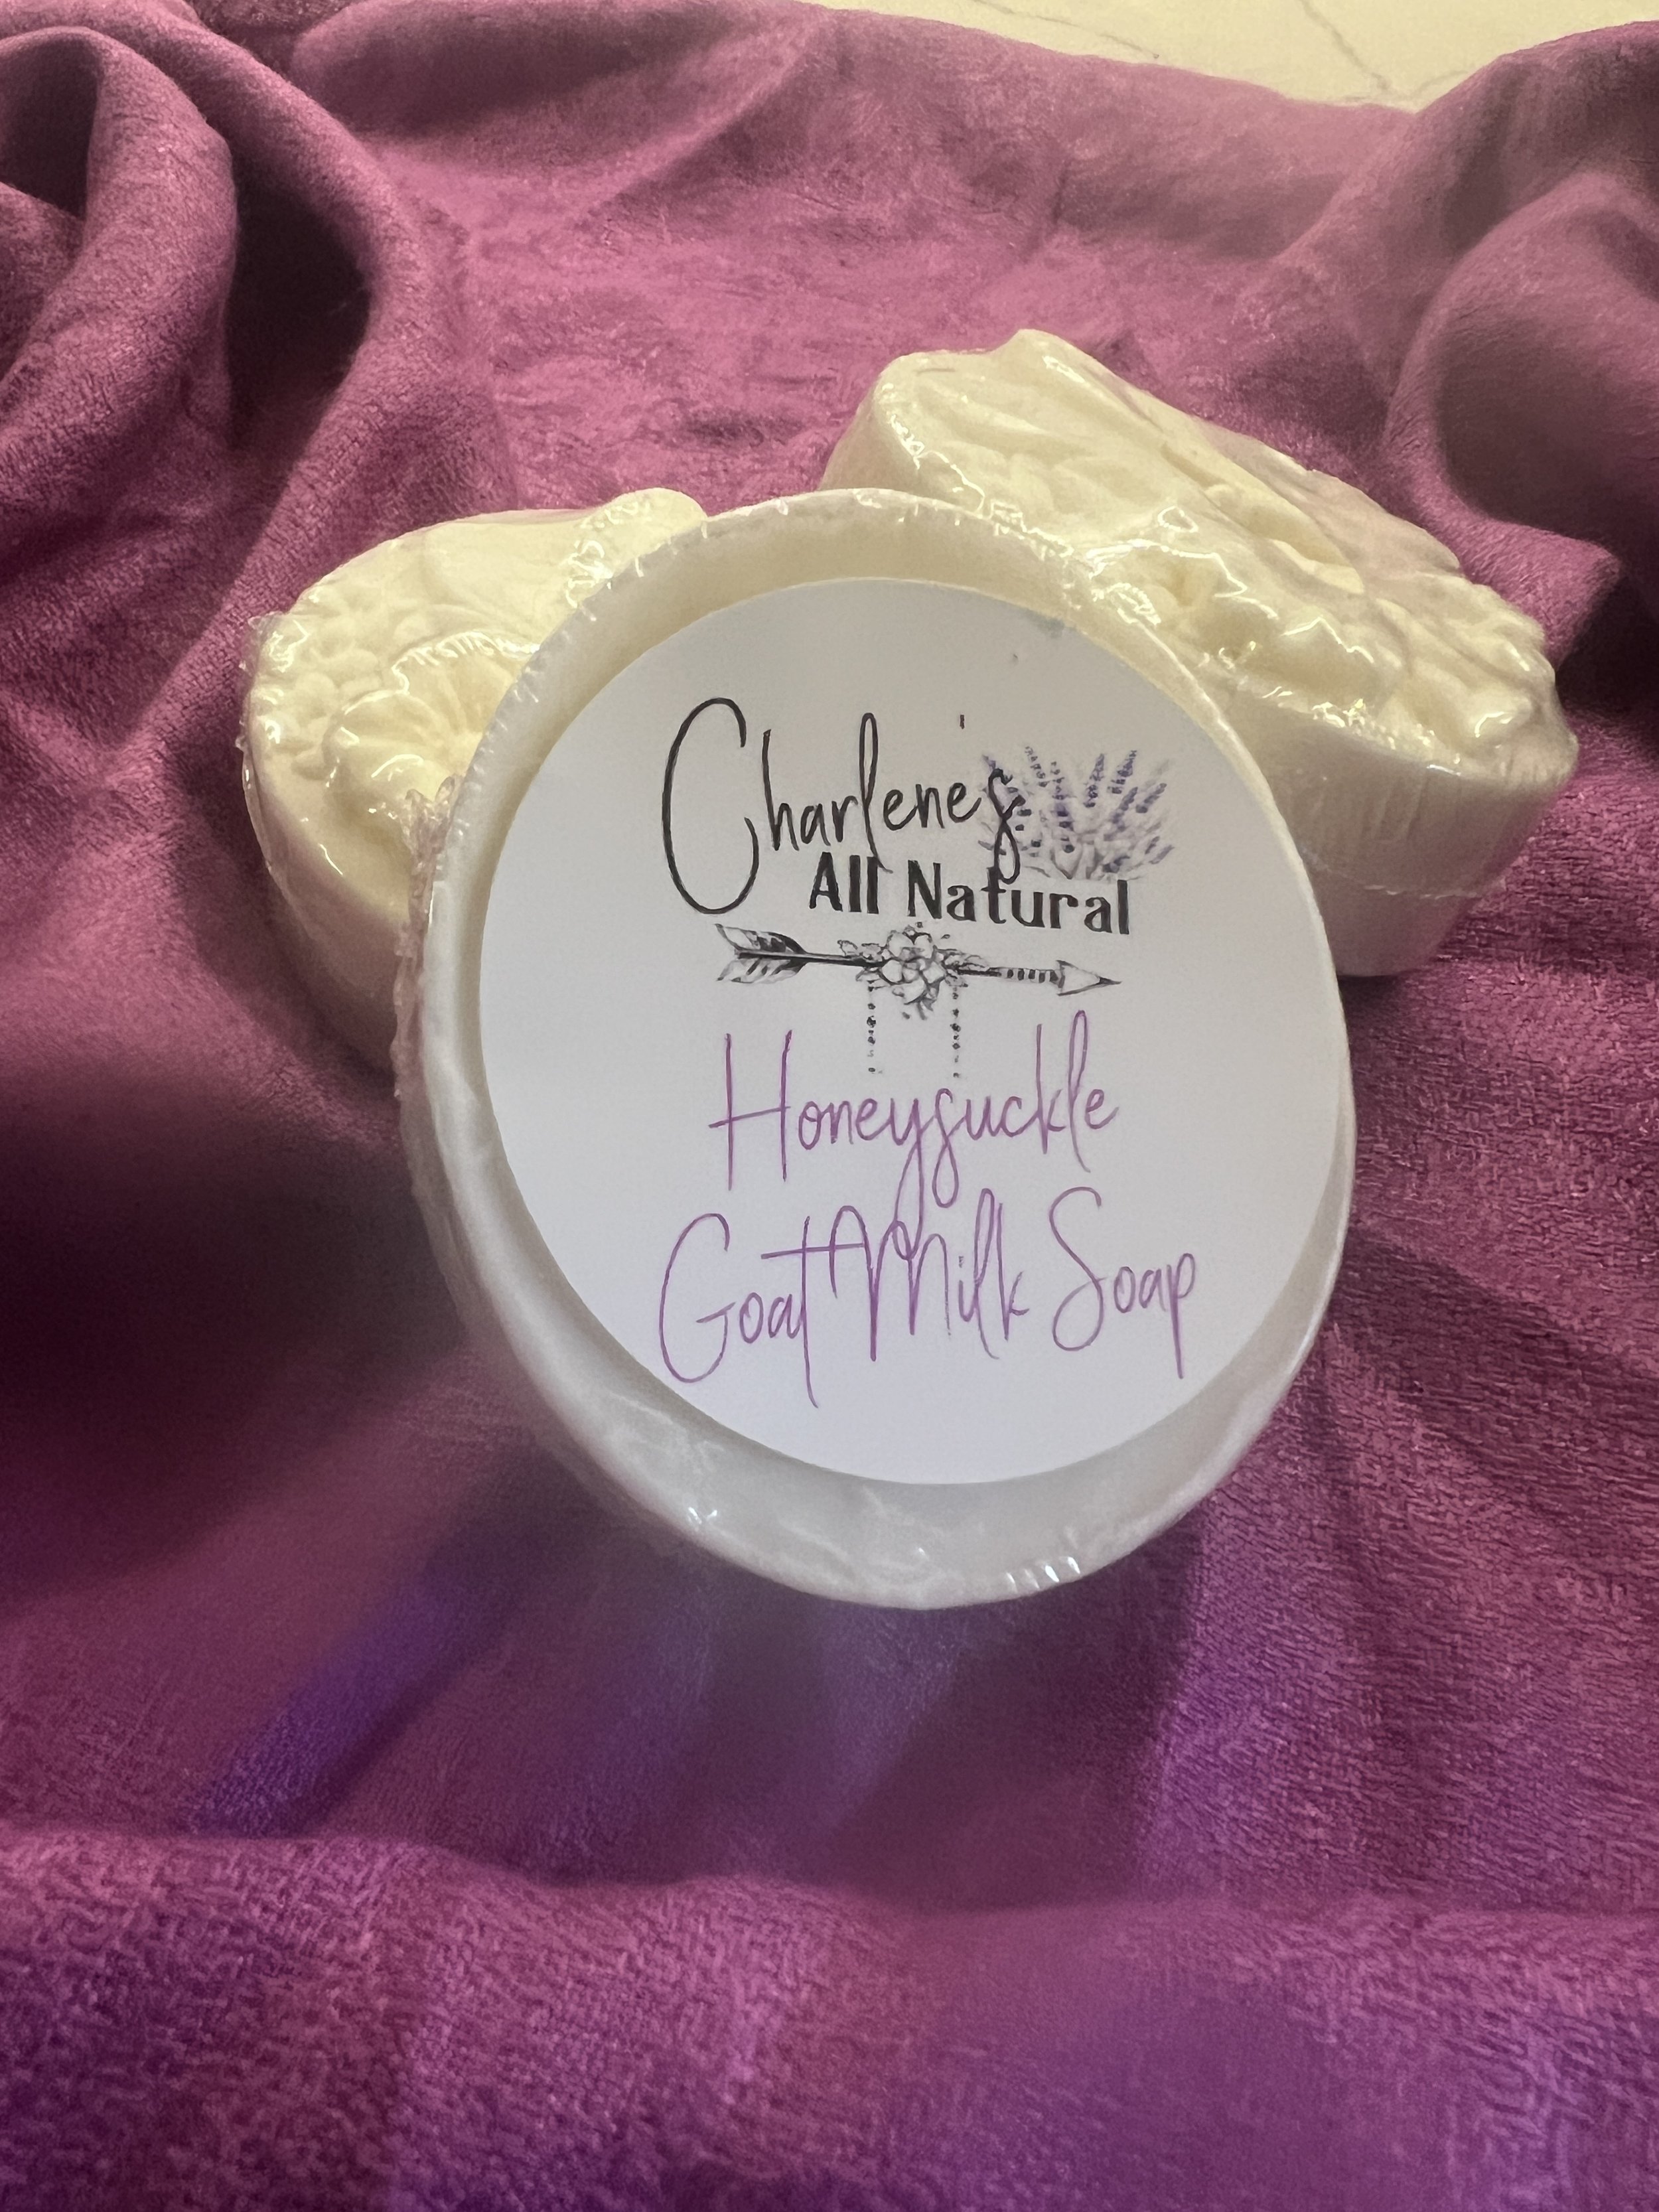 Charlene's
All Natural
Honeysuckle
Goat Milk Soap